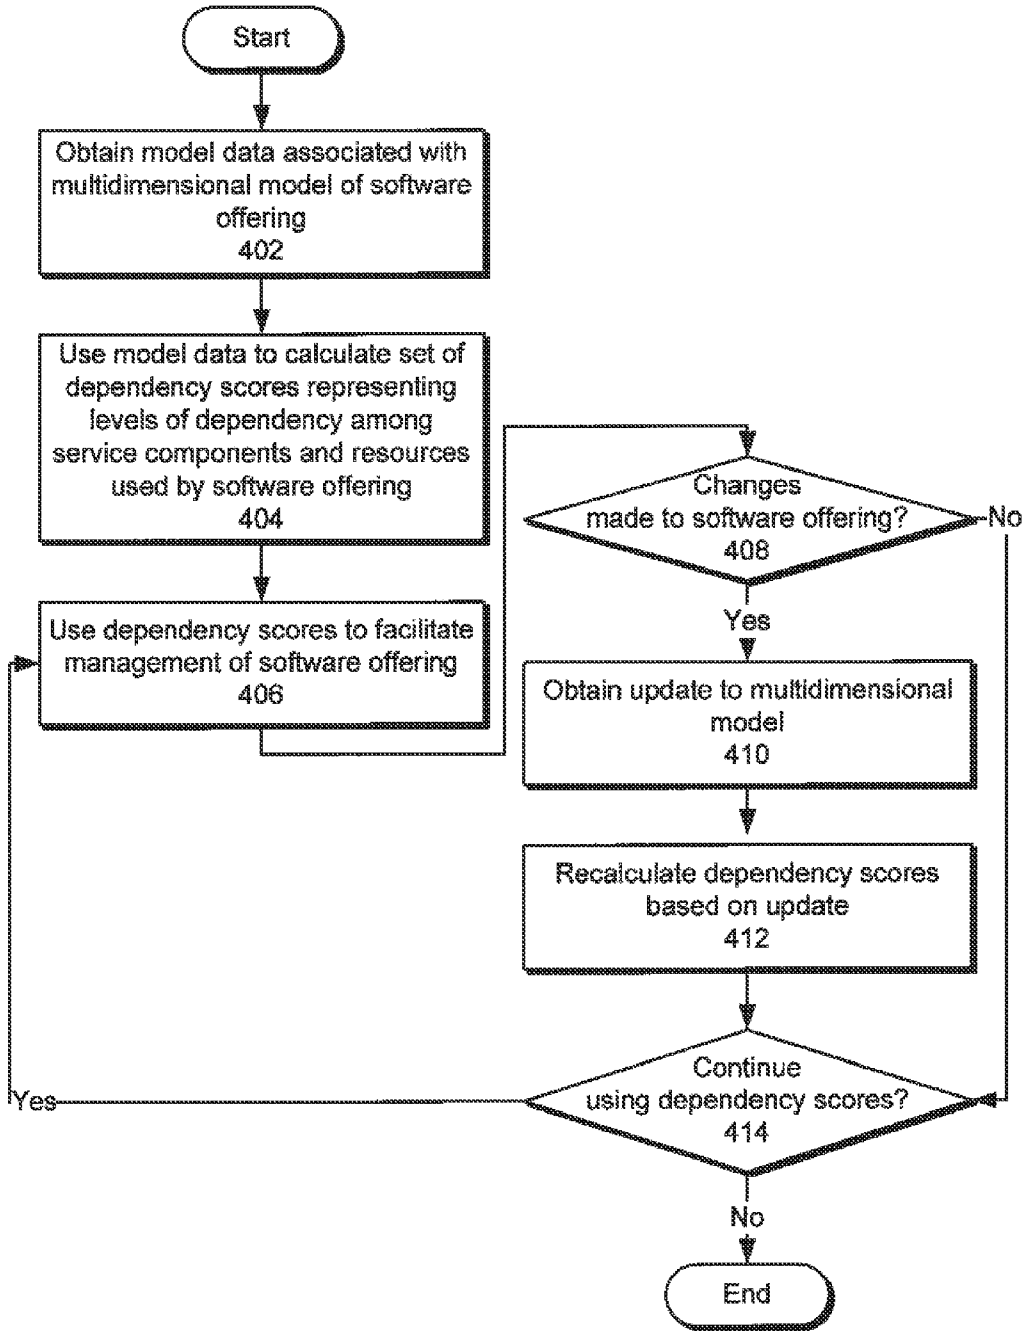 Start
Obtain model data associated with
multidimensional model of software
offering
402
Use model data to calculate set of
dependency scores representing
levels of dependency among
service components and resources
used by software offering
404
Use dependency scores to facilitate
management of software offering
406
Changes
made to software offering?
408
No
Yes
Obtain update to multidimensional
model
410
Recalculate dependency scores
based on update
412
Continue
using dependency scores?
414
Yes
No
End